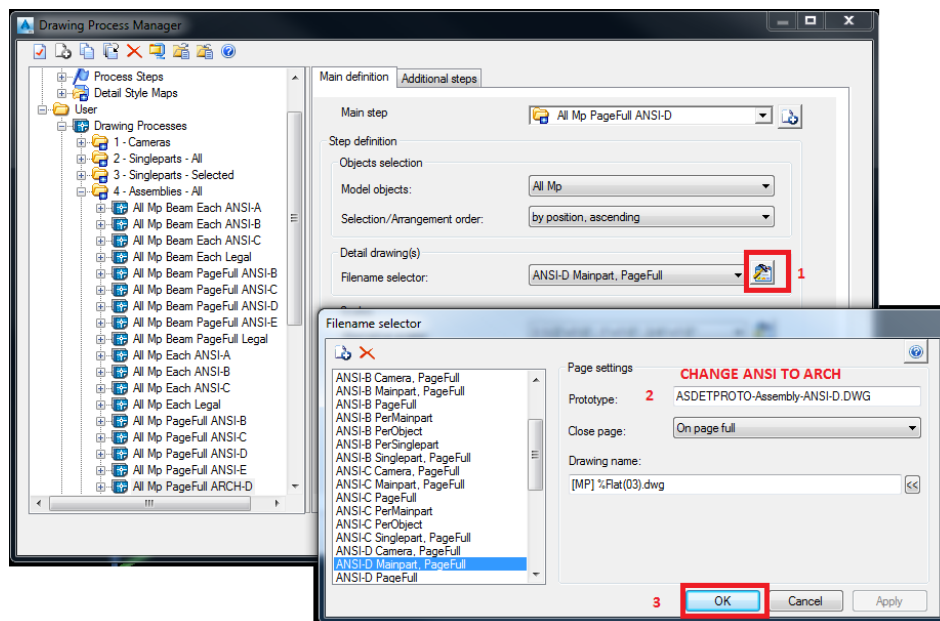 Drawing Process Manager
Process Steps
Detail Style Maps
User
Drawing Processes
1 - Cameras
2 - Singleparts - All
3 - Singleparts - Selected
4 - Assemblies - All
All Mp Beam Each ANSI-A
All Mp Beam Each ANSI-B
All Mp Beam Each ANSI-C
All Mp Beam Each Legal
All Mp Beam PageFull ANSI-B
All Mp Beam PageFull ANSI-C
All Mp Beam PageFull ANSI-D
All Mp Beam PageFull ANSI-E
All Mp Beam PageFull Legal
All Mp Each ANSI-A
All Mp Each ANSI-B
All Mp Each ANSI-C
All Mp Each Legal
All Mp PageFull ANSI-B
All Mp PageFull ANSI-C
All Mp PageFull ANSI-D
All Mp PageFull ANSI-E
All Mp PageFull ARCH-D
Main definition
Additional steps
Main step
All Mp PageFull ANSI-D
Step definition
Objects selection
Model objects:
All Mp
Selection/Arrangement order:
by position, ascending
Detail drawing(s)
Filename selector:
ANSI-D Mainpart, PageFull
1
Filename selector
ANSI-B Camera, PageFull
ANSI-B Mainpart, PageFull
ANSI-B PageFull
ANSI-B PerMainpart
ANSI-B PerObject
ANSI-B PerSinglepart
ANSI-B Singlepart, PageFull
ANSI-C Camera, PageFull
ANSI-C Mainpart, PageFull
ANSI-C PageFull
ANSI-C PerMainpart
ANSI-C PerObject
ANSI-C Singlepart, PageFull
ANSI-D Camera, PageFull
ANSI-D Mainpart, PageFull
ANSI-D PageFull
Page settings
CHANGE ANSI TO ARCH
Prototype:
2
ASDETPROTO-Assembly-ANSI-D.DWG
Close page:
On page full
Drawing name:
[MP] %Flat(03).dwg
<<
3
OK
Cancel
Apply